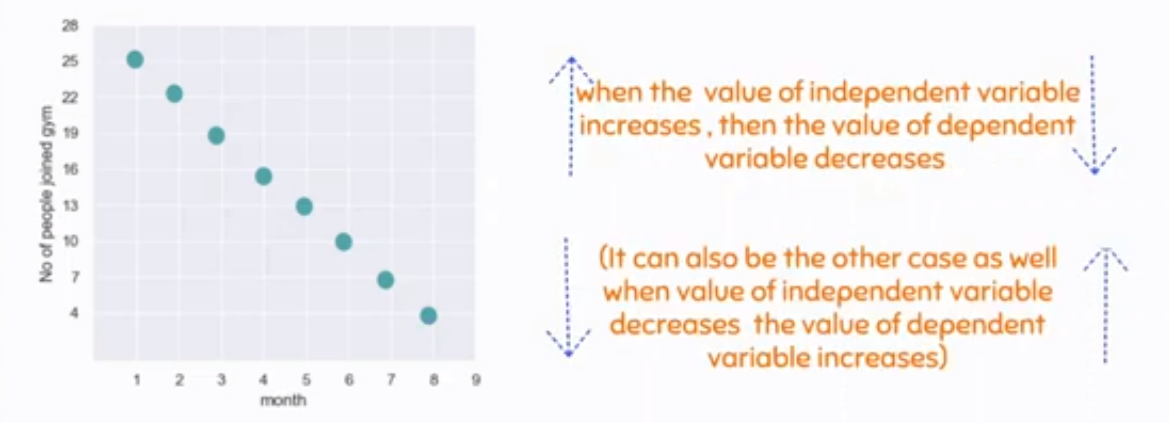 28
25
22
19
16
13
10
7
4
No of people joined gym
1 2 3 4 5 6 7 8 9
month
when the value of independent variable
increases , then the value of dependent
variable decreases
(It can also be the other case as well
when value of independent variable
decreases the value of dependent
variable increases)